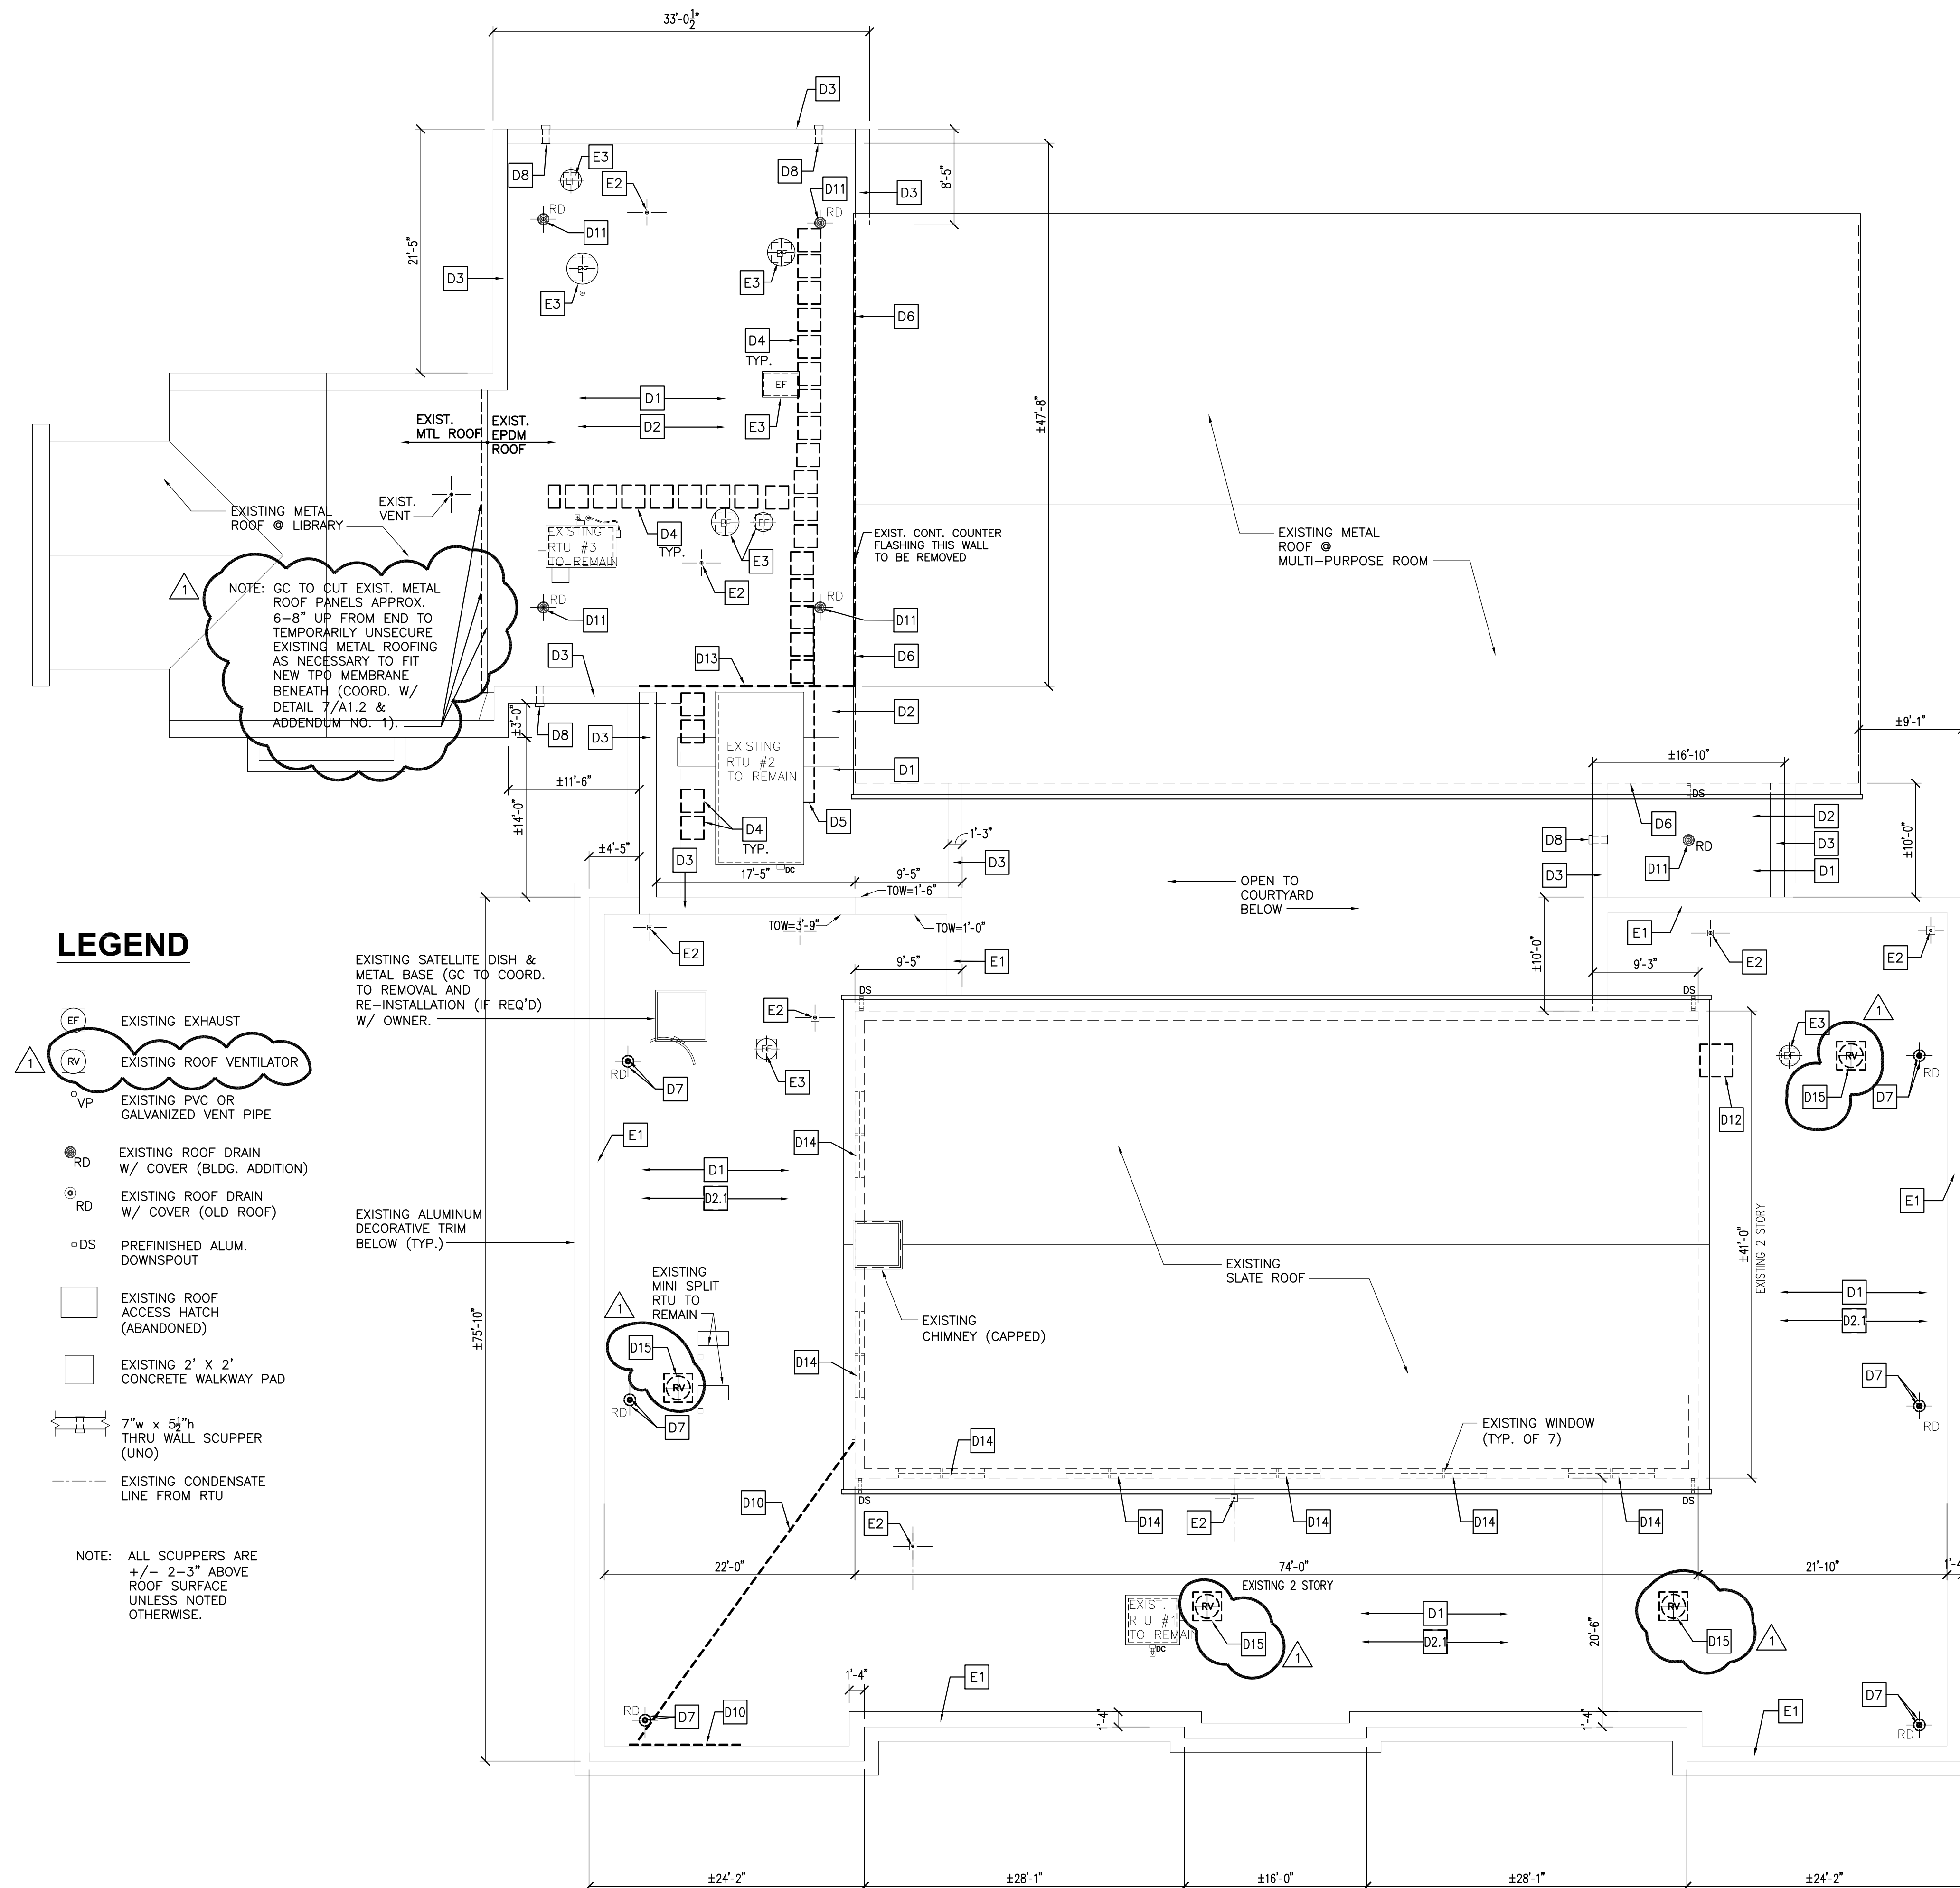 33'-0 1/2"
D3
D8
E3
E2
D8
D11
RD
D3
8'-5"
RD
D11
EF
EF
EF
21'-5"
D3
E3
E3
D6
D4
TYP.
EF
E3
D1
D2
±47'-8"
EXIST.
MTL ROOF
EXIST.
EPDM
ROOF
EXISTING METAL
ROOF @ LIBRARY
EXIST.
VENT
EXISTING
RTU #3
TO REMAIN
D4
TYP.
EF
EF
E3
E2
EXIST. CONT. COUNTER
FLASHING THIS WALL
TO BE REMOVED
EXISTING METAL
ROOF @
MULTI-PURPOSE ROOM
1
NOTE: GC TO CUT EXIST. METAL
ROOF PANELS APPROX.
6-8" UP FROM END TO
TEMPORARILY UNSECURE
EXISTING METAL ROOFING
AS NECESSARY TO FIT
NEW TPO MEMBRANE
BENEATH (COORD. W/
DETAIL 7/A1.2 &
ADDENDUM NO. 1).
RD
D11
RD
D11
D3
D13
D6
±3'-0"
D8
D3
D2
EXISTING
RTU #2
TO REMAIN
D1
±9'-1"
±16'-10"
±11'-6"
±14'-0"
D4
TYP.
D5
DS
D6
D2
D8
D11
RD
D3
D3
D1
±10'-0"
±4'-5"
D3
DC
1'-3"
D3
17'-5"
9'-5"
TOW=1'-6"
TOW=3'-9"
TOW=1'-0"
OPEN TO
COURTYARD
BELOW
E1
E2
E2
±10'-0"
9'-3"
LEGEND
EXISTING SATELLITE DISH &
METAL BASE (GC TO COORD.
TO REMOVAL AND
RE-INSTALLATION (IF REQ'D)
W/ OWNER.
E2
9'-5"
E1
DS
DS
E2
EF
E3
RD
D7
E3
EF
1
RV
D15
RD
D7
D12
EF
EXISTING EXHAUST
1
RV
EXISTING ROOF VENTILATOR
VP
EXISTING PVC OR
GALVANIZED VENT PIPE
RD
EXISTING ROOF DRAIN
W/ COVER (BLDG. ADDITION)
RD
EXISTING ROOF DRAIN
W/ COVER (OLD ROOF)
DS
PREFINISHED ALUM.
DOWNSPOUT
EXISTING ROOF
ACCESS HATCH
(ABANDONED)
EXISTING 2' X 2'
CONCRETE WALKWAY PAD
7"w x 5 1/2"h
THRU WALL SCUPPER
(UNO)
EXISTING CONDENSATE
LINE FROM RTU
NOTE: ALL SCUPPERS ARE
+/- 2-3" ABOVE
ROOF SURFACE
UNLESS NOTED
OTHERWISE.
E1
D14
D1
D2.1
EXISTING ALUMINUM
DECORATIVE TRIM
BELOW (TYP.)
±75'-10"
EXISTING
MINI SPLIT
RTU TO
REMAIN
1
D15
RV
RD
D7
EXISTING
CHIMNEY (CAPPED)
D14
EXISTING
SLATE ROOF
±41'-0"
EXISTING 2 STORY
E1
D1
D2.1
D7
RD
EXISTING WINDOW
(TYP. OF 7)
D14
D14
D14
D14
D14
DS
DS
D10
E2
E2
22'-0"
74'-0"
21'-10"
1'-4
EXISTING 2 STORY
EXIST.
RTU #1
TO REMAIN
DC
RV
D15
1
D1
D2.1
20'-6"
RV
D15
1
E1
1'-4"
1'-4"
1'-4"
RD
D7
D10
D7
RD
E1
±24'-2"
±28'-1"
±16'-0"
±28'-1"
±24'-2"